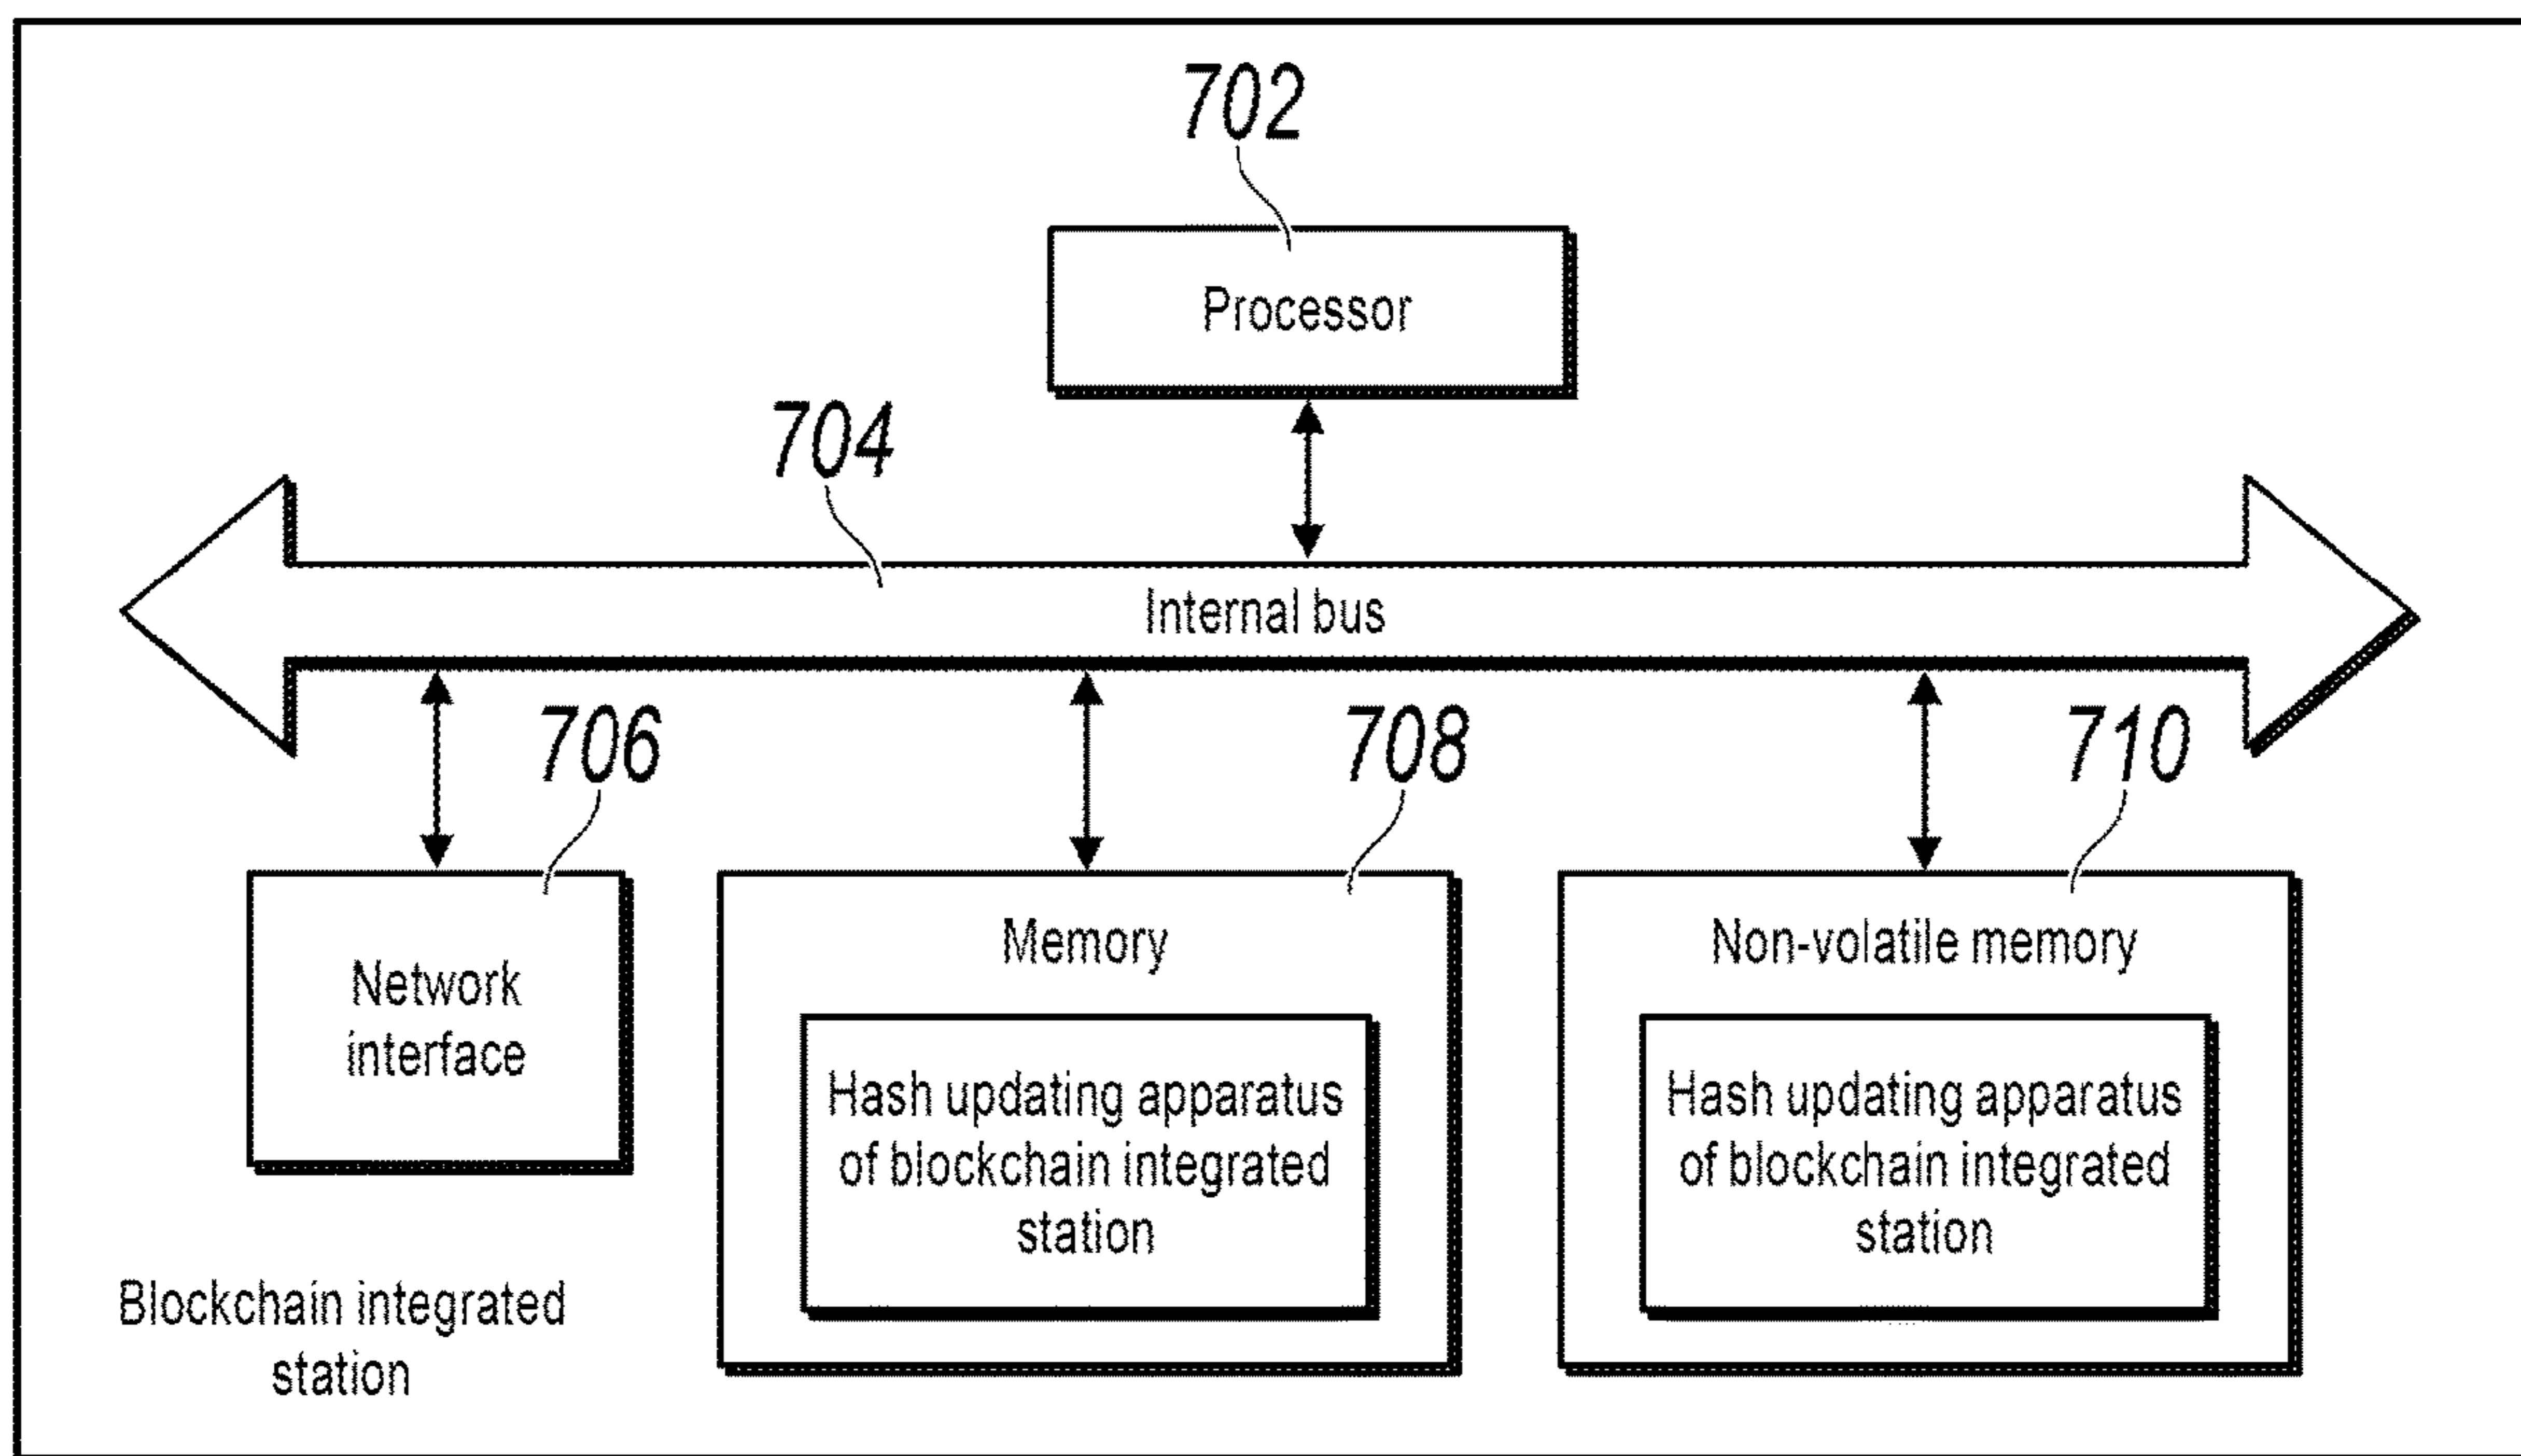 702
Processor
704
Internal bus
706
708
710
Network
interface
Memory
Hash updating apparatus
of blockchain integrated
station
Non-volatile memory
Hash updating apparatus
of blockchain integrated
station
Blockchain integrated
station